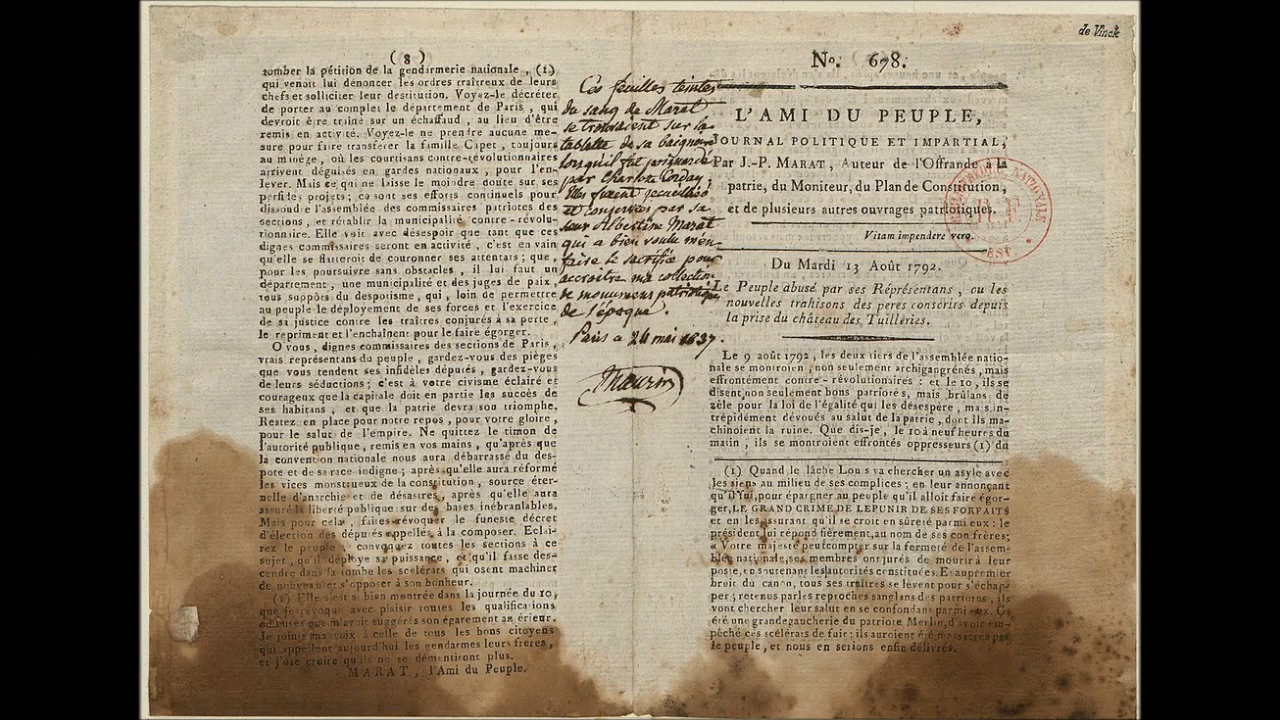 de Vinck
( 8 )
tomber la pétition de la gendarmerie nationale, (1)
qui venoit lui dénoncer les ordres traîtreux de leurs
chefs et solliciter leur destitution. Voyez-le décréter
de porter au complet le département de Paris, qui
devroit être traîné sur un échaffaud, au lieu d'être
remis en activité. Voyez-le ne prendre aucune me-
sure pour faire transférer la famille Capet, toujours
au manège, où les courtisans contre-révolutionnaires
arrivent déguisés en gardes nationaux, pour l'en-
lever. Mais ce qui ne laisse le moindre doute sur ses
perfides projets; ce sont ses efforts continuels pour
dissoudre l'assemblée des commissaires patriotes des
sections, et rétablir la municipalité contre-révolu-
tionnaire. Elle voit avec désespoir que tant que ces
dignes commissaires seront en activité, c'est en vain
qu'elle se flatteroit de couronner ses attentats; que,
pour les poursuivre sans obstacles, il lui faut un
département, une municipalité et des juges de paix,
tous suppôts du despotisme, qui, loin de permettre
au peuple le déployement de ses forces et l'exercice
de sa justice contre les traîtres conjurés à sa perte,
le repriment et l'enchaînent pour le faire égorger.
O vous, dignes commissaires des sections de Paris,
vrais représentans du peuple, gardez-vous des pièges
que vous tendent ses infidèles députés, gardez-vous
de leurs séductions; c'est à votre civisme éclairé et
courageux que la capitale doit en partie les succès de
ses habitans, et que la patrie devra son triomphe.
Restez en place pour notre repos, pour votre gloire,
pour le salut de l'empire. Ne quittez le timon de
l'autorité publique, remis en vos mains, qu'après que
la convention nationale nous aura débarrassé du des-
pote et de sa race indigne; après qu'elle aura réformé
les vices monstrueux de la constitution, source éter-
nelle d'anarchie et de désastres, après qu'elle aura
assuré la liberté publique sur des bases inébranlables.
Mais pour cela, faites révoquer le funeste décret
d'élection des députés appellés à la composer. Eclai-
rez le peuple, convoquez toutes les sections à ce
sujet, qu'il déploye sa puissance, et qu'il fasse des-
cendre dans la tombe les scélérats qui osent machiner
de nouveau et s'opposer à son bonheur.
(1) Elle s'est si bien montrée dans la journée du 10,
que je révoque avec plaisir toutes les qualifications
odieuses que m'avoit suggérés son égarement antérieur.
Je joints ma voix à celle de tous les bons citoyens
qui appellent aujourd'hui les gendarmes leurs frères,
et j'ose croire qu'ils ne se démentiront plus.
MARAT, l'Ami du Peuple.
Ces feuilles teintes
du sang de Marat
se trouvaient sur la
tablette de sa baignoire
lorsqu'il fut poignardé
par Charlotte Corday;
Elles furent recueillies
et conservées par sa
sœur Albertine Marat
qui a bien voulu m'en
faire le sacrifice pour
accroitre ma collection
de monumens patriotiques
de l'époque.
Paris ce 24 mai 1837.
Maurin
N°. 678.
L'AMI DU PEUPLE,
JOURNAL POLITIQUE ET IMPARTIAL,
Par J.-P. MARAT, Auteur de l'Offrande à la
patrie, du Moniteur, du Plan de Constitution,
et de plusieurs autres ouvrages patriotiques.
NATIONALE
R F
EST.
Vitam impendere vero.
Du Mardi 13 Août 1792.
Le Peuple abusé par ses Réprésentans, ou les
nouvelles trahisons des peres conscrits depuis
la prise du château des Tuilleries.
Le 9 août 1792, les deux tiers de l'assemblée natio-
nale se montroient, non seulement archigangrénés, mais
effrontément contre-révolutionnaires: et le 10, ils se
disent non seulement bons patriotes, mais brûlans de
zèle pour la loi de l'égalité qui les désespère, mais in-
trépidement dévoués au salut de la patrie, dont ils ma-
chinoient la ruine. Que dis-je, le 10 à neuf heures du
matin, ils se montroient effrontés oppresseurs (1) du
(1) Quand le lâche Louis va chercher un asyle avec
les siens au milieu de ses complices; en leur annonçant
qu'il fui, pour épargner au peuple qu'il alloit faire égor-
ger, LE GRAND CRIME DE LE PUNIR DE SES FORFAITS
et en les assurant qu'il se croit en sûreté parmi eux: le
président lui répond fièrement, au nom de ses confrères;
« Votre majesté peut compter sur la fermeté de l'assem-
blée nationale, ses membres ont jurés de mourir à leur
poste, en soutenant les autorités constituées. Et au premier
bruit du canon, tous ses traîtres se lèvent pour s'échap-
per; retenus par les reproches sanglans des patriotes, ils
vont chercher leur salut en se confondant parmi eux. Ce
été une grande gaucherie du patriote Merlin, d'avoir em-
pêché ces scélérats de fuir: ils auroient été massacrés par
le peuple, et nous en serions enfin délivrés.